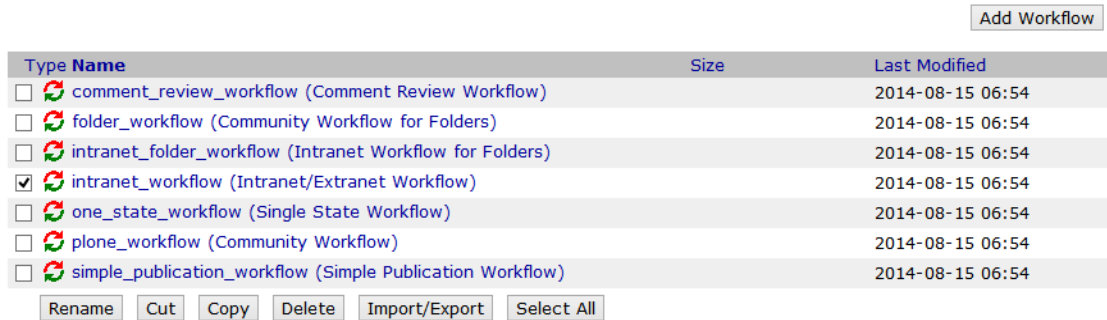 Add Workflow
Type Name Size Last Modified
comment_review_workflow (Comment Review Workflow) 2014-08-15 06:54
folder_workflow (Community Workflow for Folders) 2014-08-15 06:54
intranet_folder_workflow (Intranet Workflow for Folders) 2014-08-15 06:54
intranet_workflow (Intranet/Extranet Workflow) 2014-08-15 06:54
one_state_workflow (Single State Workflow) 2014-08-15 06:54
plone_workflow (Community Workflow) 2014-08-15 06:54
simple_publication_workflow (Simple Publication Workflow) 2014-08-15 06:54
Rename Cut Copy Delete Import/Export Select All